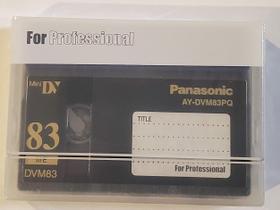 For Professional
Mini DV
Panasonic
AY-DVM83PQ
83
TITLE
DVM83
For Professional